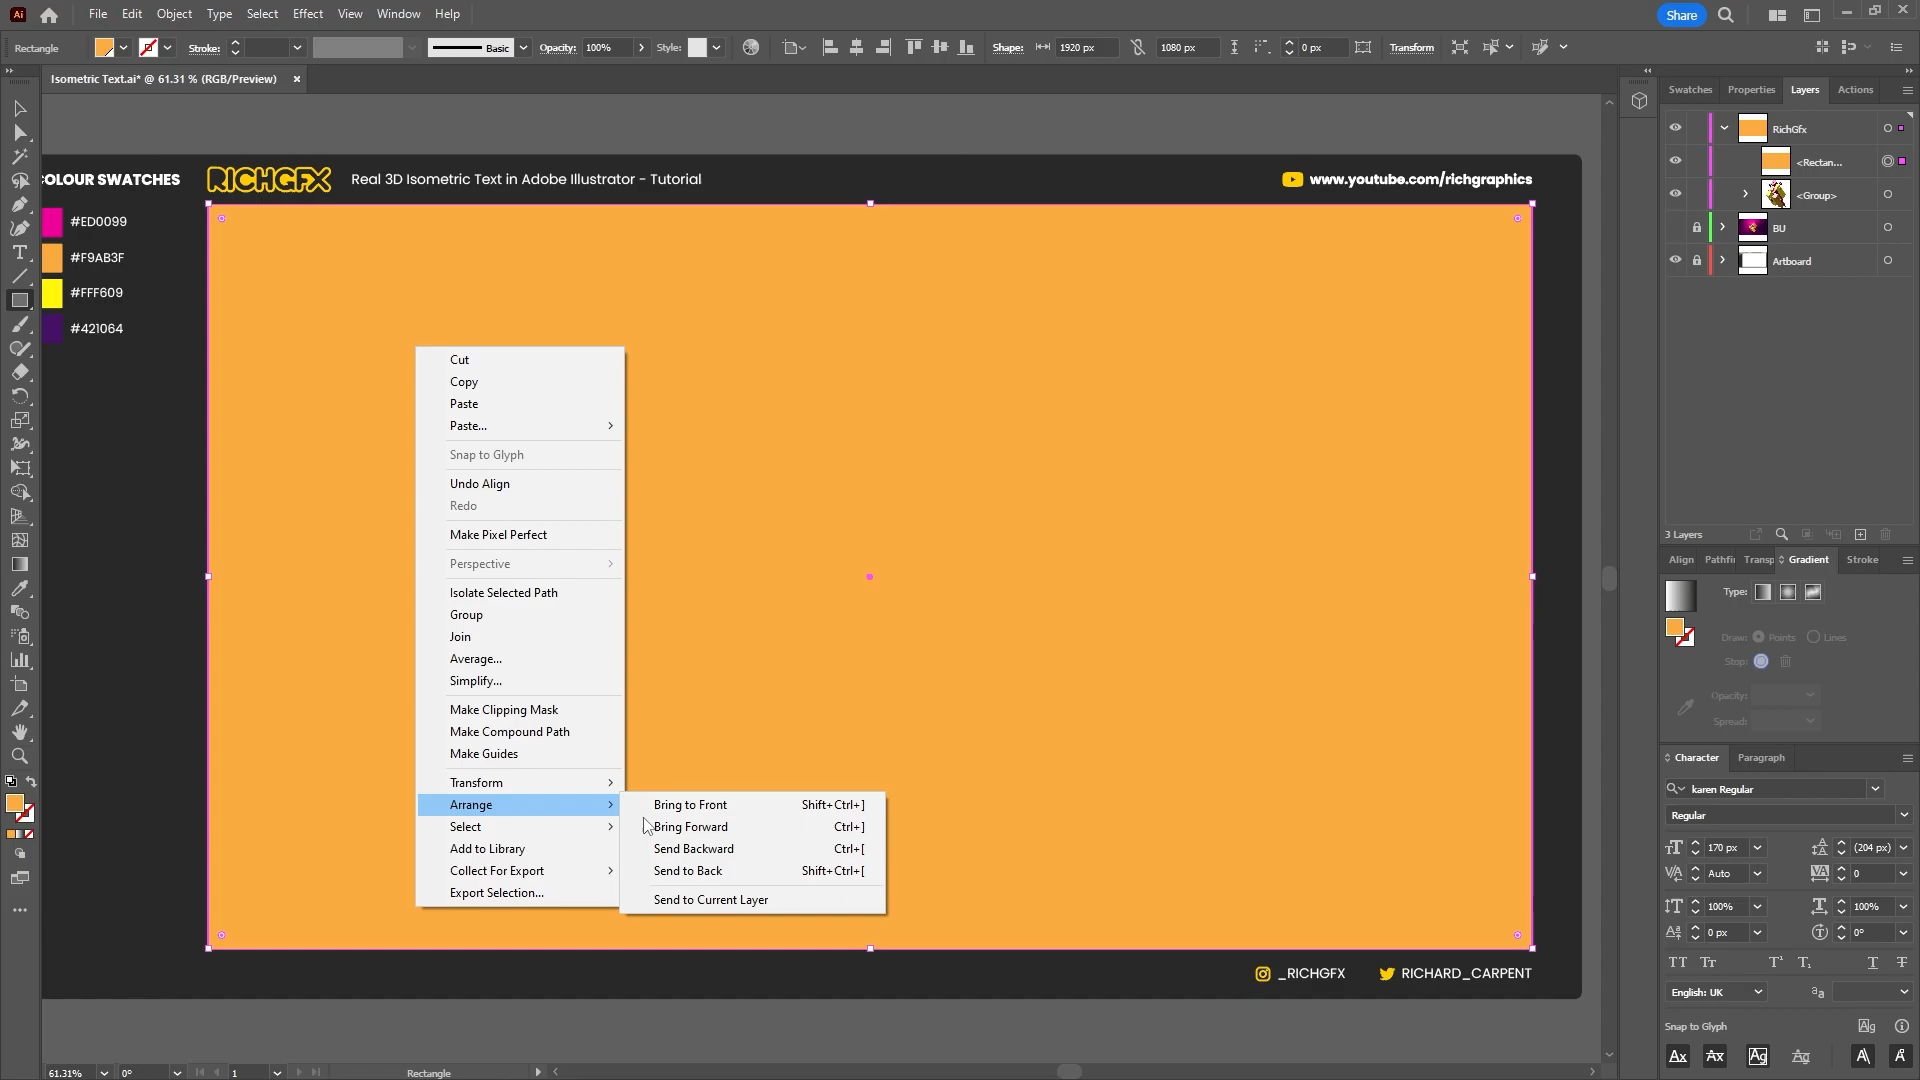 Ai File Edit Object Type Select Effect View Window Help Share
Rectangle Stroke: Basic Opacity: 100% Style: Shape: 1920 px 1080 px 0 px Transform
Isometric Text.ai* @ 61.31 % (RGB/Preview)
COLOUR SWATCHES
#ED0099
#F9AB3F
#FFF609
#421064
RICHGFX Real 3D Isometric Text in Adobe Illustrator - Tutorial
www.youtube.com/richgraphics
Cut
Copy
Paste
Paste...
Snap to Glyph
Undo Align
Redo
Make Pixel Perfect
Perspective
Isolate Selected Path
Group
Join
Average...
Simplify...
Make Clipping Mask
Make Compound Path
Make Guides
Transform
Arrange
Select
Add to Library
Collect For Export
Export Selection...
Bring to Front Shift+Ctrl+]
Bring Forward Ctrl+]
Send Backward Ctrl+[
Send to Back Shift+Ctrl+[
Send to Current Layer
_RICHGFX RICHARD_CARPENT
61.31% 0° 1 Rectangle
Swatches Properties Layers Actions
RichGfx
<Rectan...
<Group>
BU
Artboard
3 Layers
Align Pathfi Transp Gradient Stroke
Type:
Draw: Points Lines
Stop:
Opacity:
Spread:
Character Paragraph
karen Regular
Regular
170 px (204 px)
Auto 0
100% 100%
0 px 0°
English: UK
Snap to Glyph